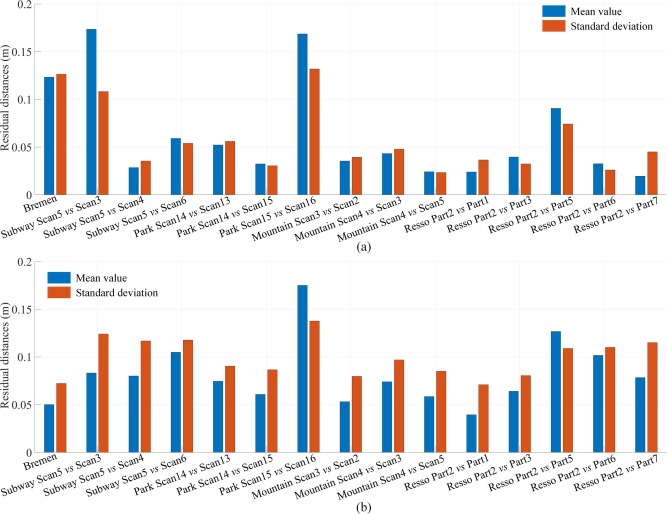 0.2
0.15
0.1
0.05
0
Residual distances (m)
Mean value
Standard deviation
Bremen
Subway Scan5 vs Scan3
Subway Scan5 vs Scan4
Subway Scan5 vs Scan6
Park Scan14 vs Scan13
Park Scan14 vs Scan15
Park Scan15 vs Scan16
Mountain Scan3 vs Scan2
Mountain Scan4 vs Scan3
Mountain Scan4 vs Scan5
Resso Part2 vs Part1
Resso Part2 vs Part3
Resso Part2 vs Part5
Resso Part2 vs Part6
Resso Part2 vs Part7
(a)
0.2
0.15
0.1
0.05
0
Residual distances (m)
Mean value
Standard deviation
Bremen
Subway Scan5 vs Scan3
Subway Scan5 vs Scan4
Subway Scan5 vs Scan6
Park Scan14 vs Scan13
Park Scan14 vs Scan15
Park Scan15 vs Scan16
Mountain Scan3 vs Scan2
Mountain Scan4 vs Scan3
Mountain Scan4 vs Scan5
Resso Part2 vs Part1
Resso Part2 vs Part3
Resso Part2 vs Part5
Resso Part2 vs Part6
Resso Part2 vs Part7
(b)